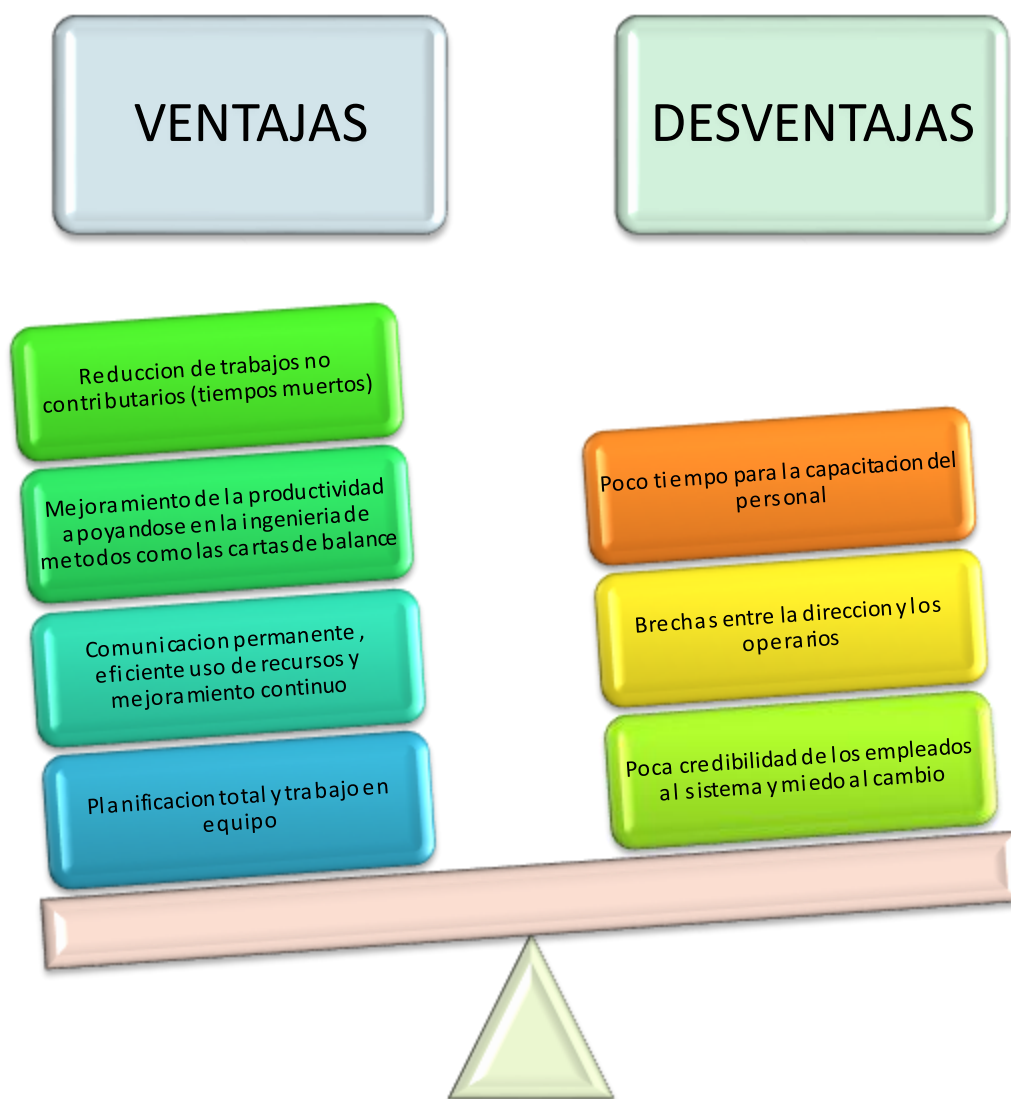 VENTAJAS
DESVENTAJAS
Reduccion de trabajos no
contributarios (tiempos muertos)
Mejoramiento de la productividad
apoyandose en la ingenieria de
metodos como las cartas de balance
Comunicacion permanente ,
eficiente uso de recursos y
mejoramiento continuo
Planificacion total y trabajo en
equipo
Poco tiempo para la capacitacion del
personal
Brechas entre la direccion y los
operarios
Poca credibilidad de los empleados
al sistema y miedo al cambio